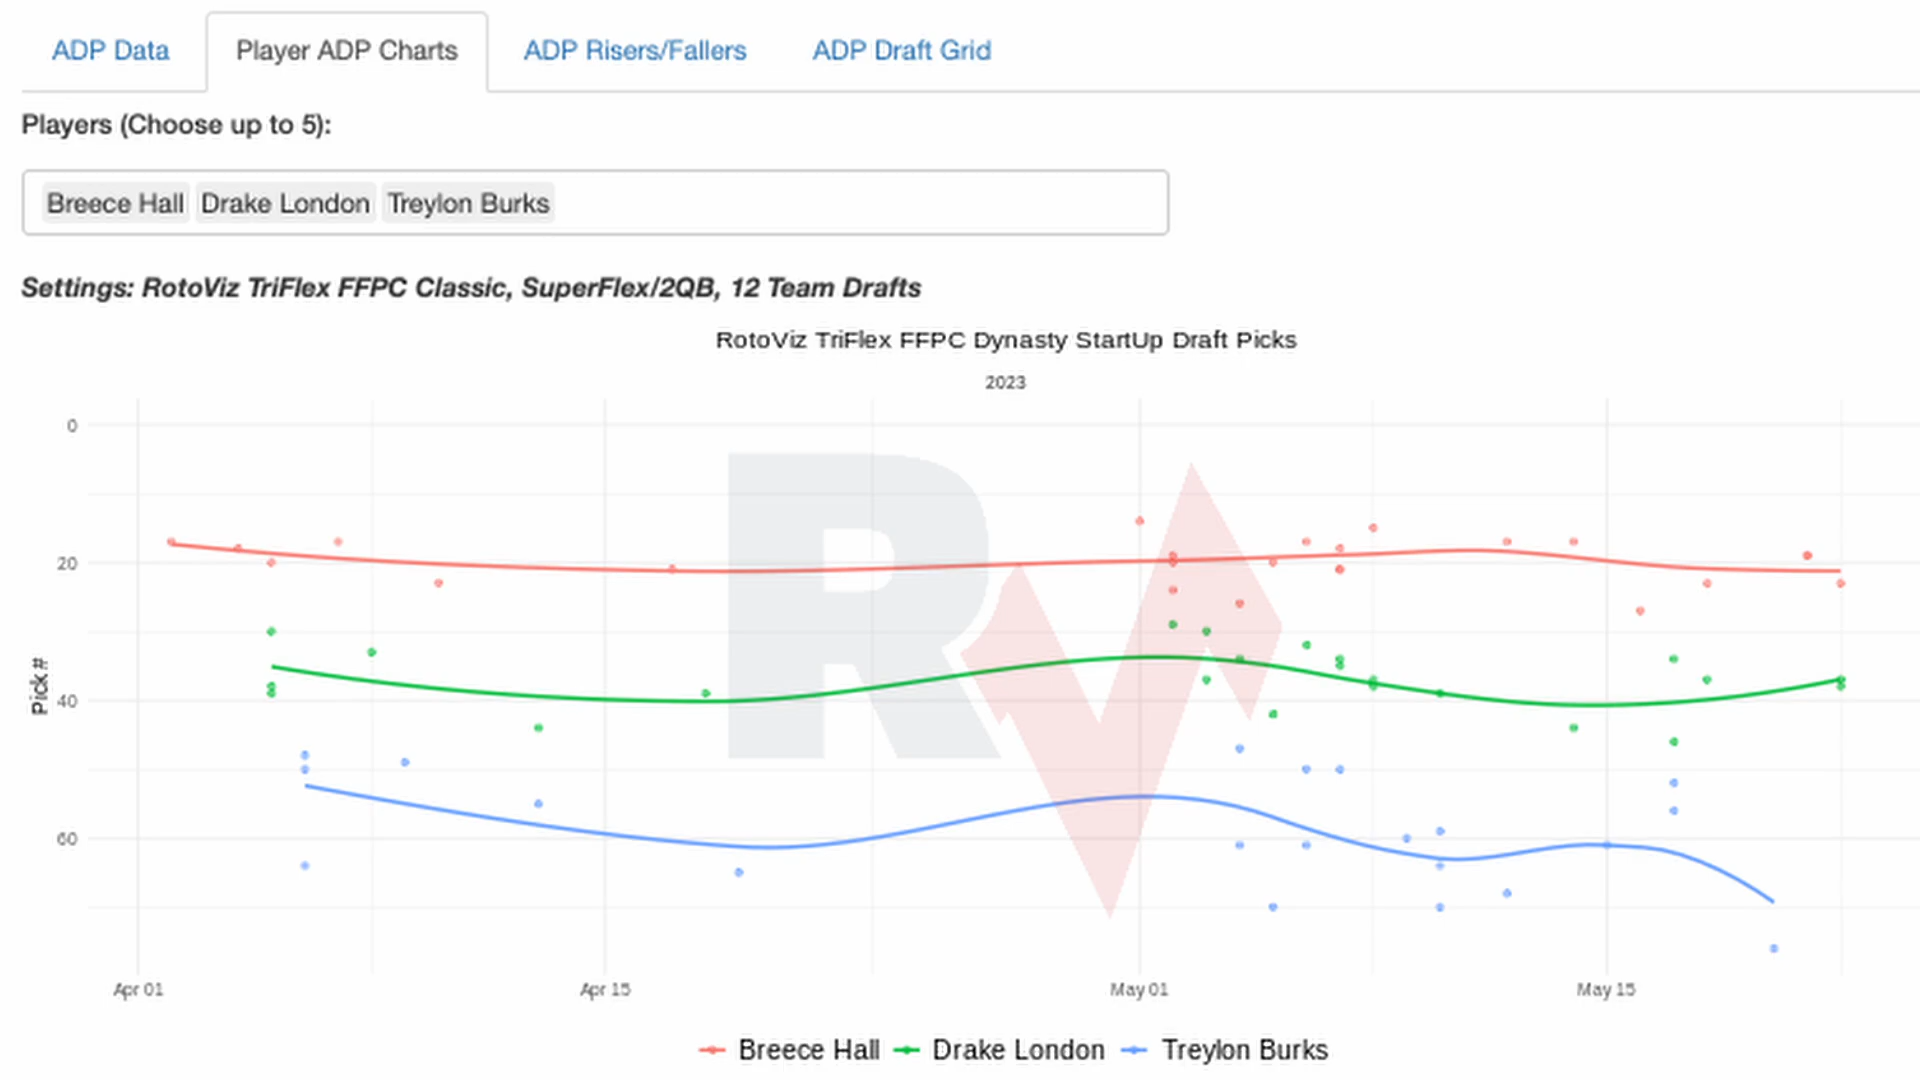 ADP Data Player ADP Charts ADP Risers/Fallers ADP Draft Grid
Players (Choose up to 5):
Breece Hall Drake London Treylon Burks
Settings: RotoViz TriFlex FFPC Classic, SuperFlex/2QB, 12 Team Drafts
RotoViz TriFlex FFPC Dynasty StartUp Draft Picks
2023
0
20
40
60
Pick #
RV
Apr 01 Apr 15 May 01 May 15
Breece Hall Drake London Treylon Burks